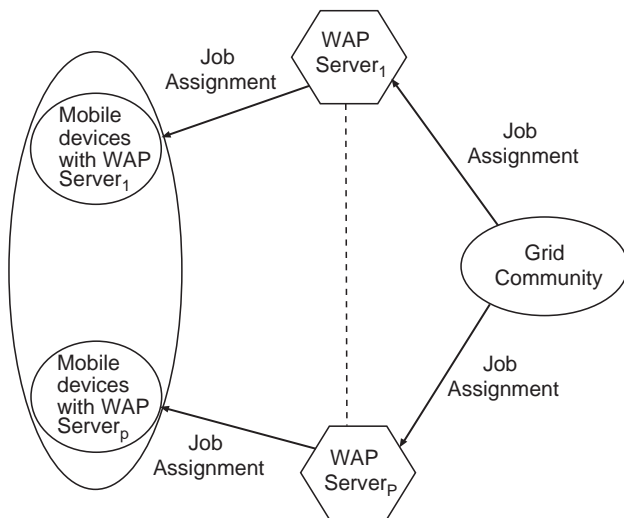 WAP
Server₁
Job
Assignment
Mobile
devices
with WAP
Server₁
Job
Assignment
Grid
Community
Mobile
devices
with WAP
Serverₚ
Job
Assignment
Job
Assignment
WAP
Server_P